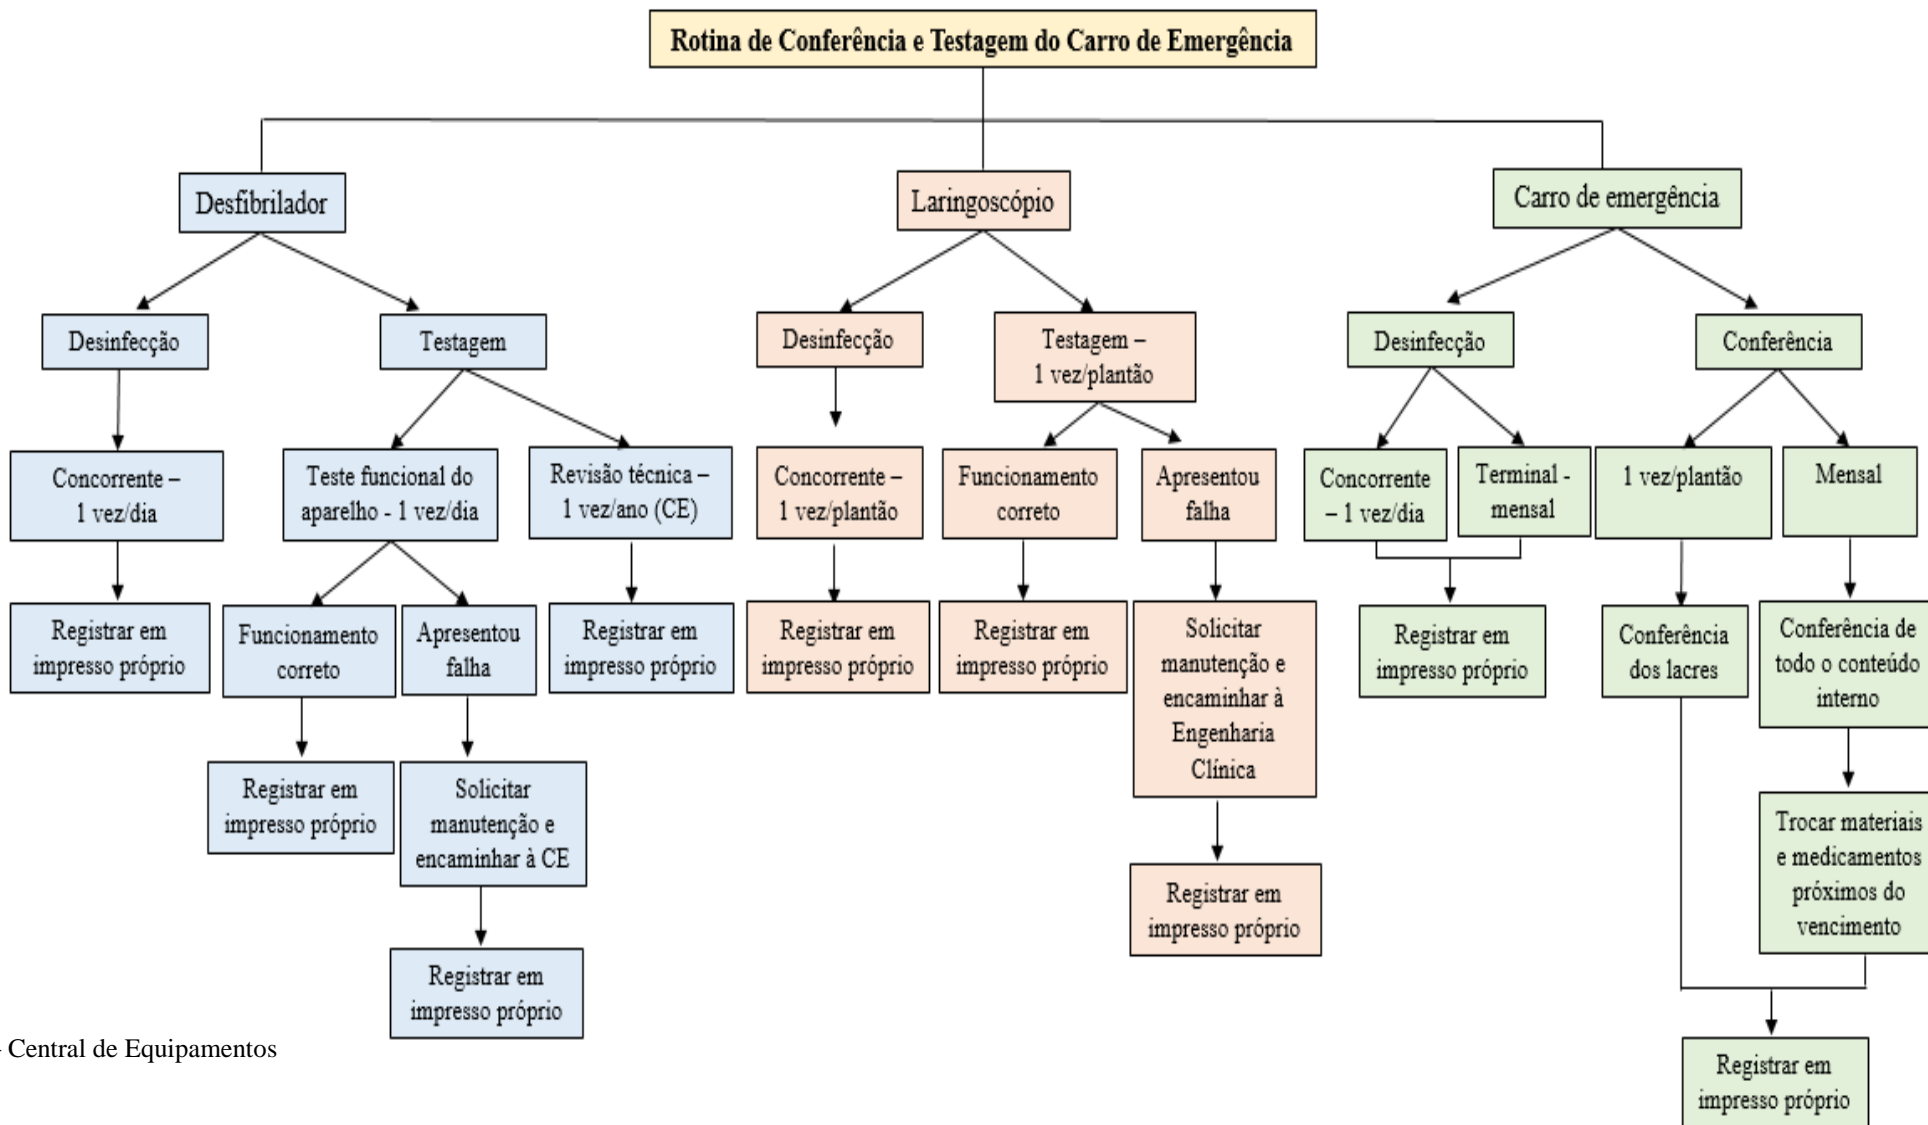 Rotina de Conferência e Testagem do Carro de Emergência
Desfibrilador
Laringoscópio
Carro de emergência
Desinfecção
Testagem
Desinfecção
Testagem –
1 vez/plantão
Desinfecção
Conferência
Concorrente –
1 vez/dia
Teste funcional do
aparelho - 1 vez/dia
Revisão técnica –
1 vez/ano (CE)
Concorrente –
1 vez/plantão
Funcionamento
correto
Apresentou
falha
Concorrente
– 1 vez/dia
Terminal -
mensal
1 vez/plantão
Mensal
Registrar em
impresso próprio
Funcionamento
correto
Apresentou
falha
Registrar em
impresso próprio
Registrar em
impresso próprio
Registrar em
impresso próprio
Solicitar
manutenção e
encaminhar à
Engenharia
Clínica
Registrar em
impresso próprio
Conferência
dos lacres
Conferência de
todo o conteúdo
interno
Registrar em
impresso próprio
Solicitar
manutenção e
encaminhar à CE
Registrar em
impresso próprio
Trocar materiais
e medicamentos
próximos do
vencimento
Registrar em
impresso próprio
Central de Equipamentos
Registrar em
impresso próprio